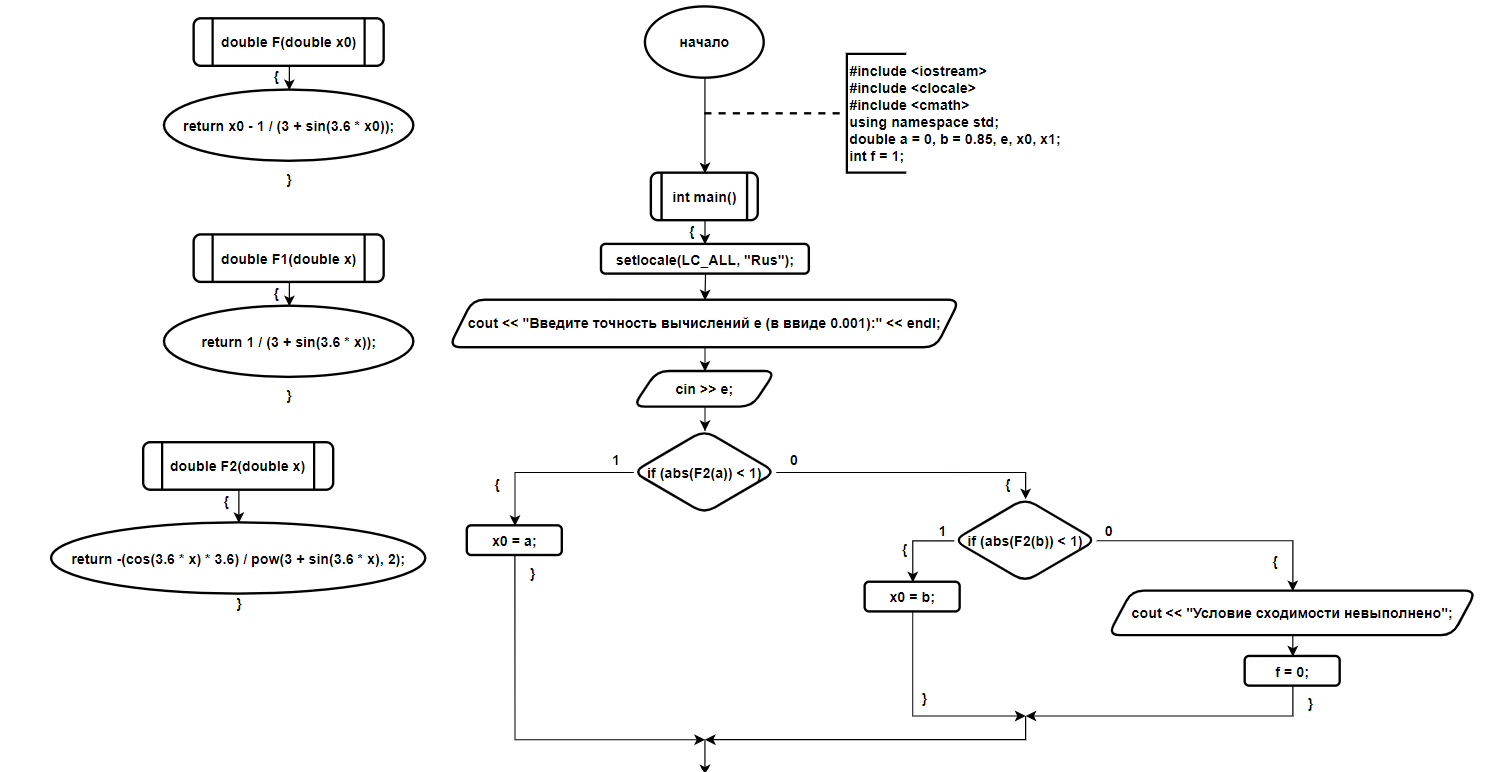 double F(double x0)
{
return x0 - 1 / (3 + sin(3.6 * x0));
}
double F1(double x)
{
return 1 / (3 + sin(3.6 * x));
}
double F2(double x)
{
return -(cos(3.6 * x) * 3.6) / pow(3 + sin(3.6 * x), 2);
}
начало
#include <iostream>
#include <clocale>
#include <cmath>
using namespace std;
double a = 0, b = 0.85, e, x0, x1;
int f = 1;
int main()
{
setlocale(LC_ALL, "Rus");
cout << "Введите точность вычислений e (в ввиде 0.001):" << endl;
cin >> e;
if (abs(F2(a)) < 1)
1
{
x0 = a;
}
0
{
if (abs(F2(b)) < 1)
1
{
x0 = b;
}
0
{
cout << "Условие сходимости невыполнено";
f = 0;
}